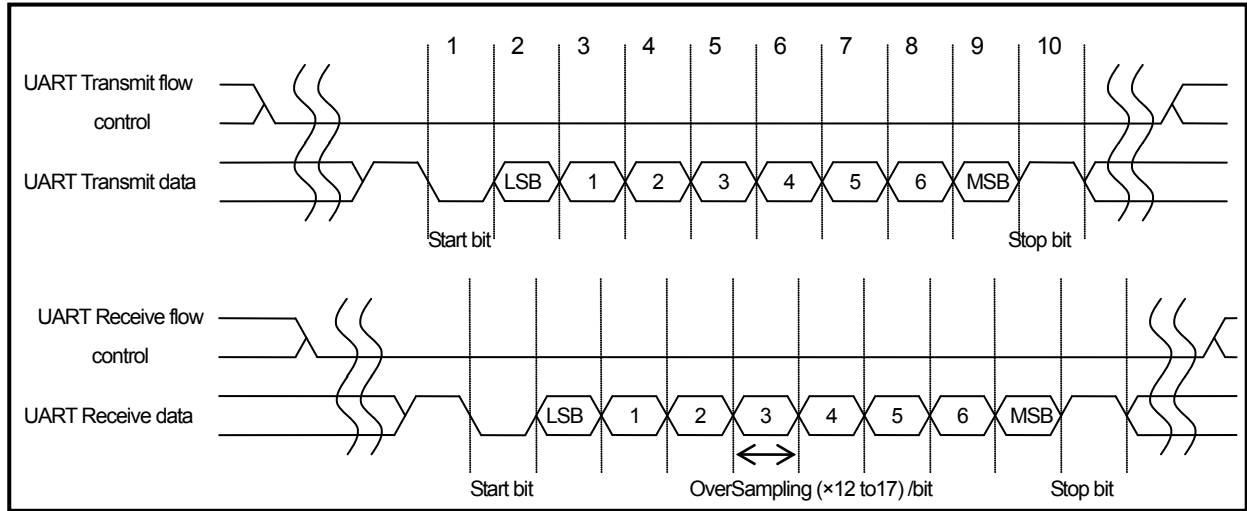 1 2 3 4 5 6 7 8 9 10
UART Transmit flow
control
UART Transmit data
LSB 1 2 3 4 5 6 MSB
Start bit Stop bit
UART Receive flow
control
UART Receive data
LSB 1 2 3 4 5 6 MSB
Start bit OverSampling (×12 to17) /bit Stop bit